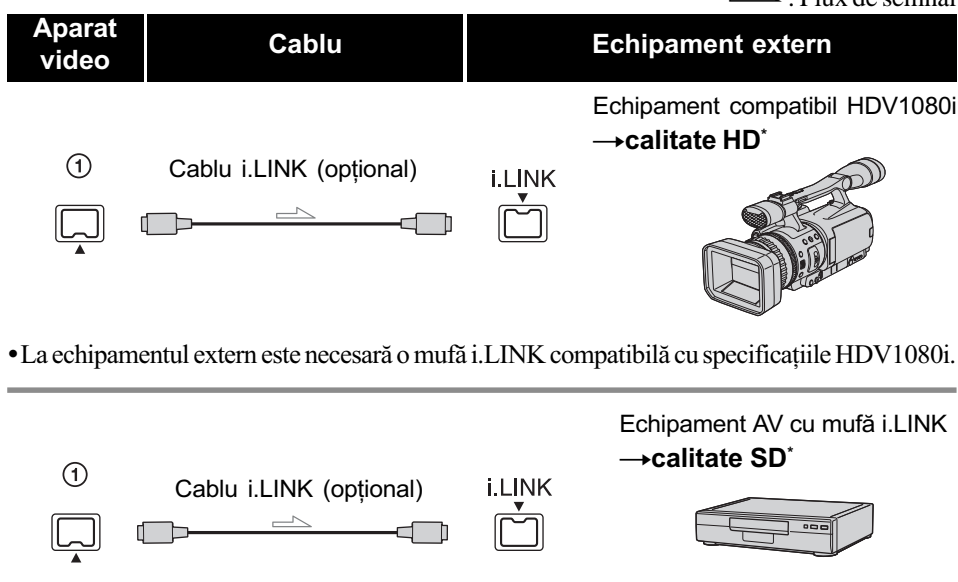 : Flux de semnal
Aparat video
Cablu
Echipament extern
Echipament compatibil HDV1080i
→calitate HD*
①
Cablu i.LINK (opțional)
i.LINK
•La echipamentul extern este necesară o mufă i.LINK compatibilă cu specificațiile HDV1080i.
Echipament AV cu mufă i.LINK
→calitate SD*
①
Cablu i.LINK (opțional)
i.LINK